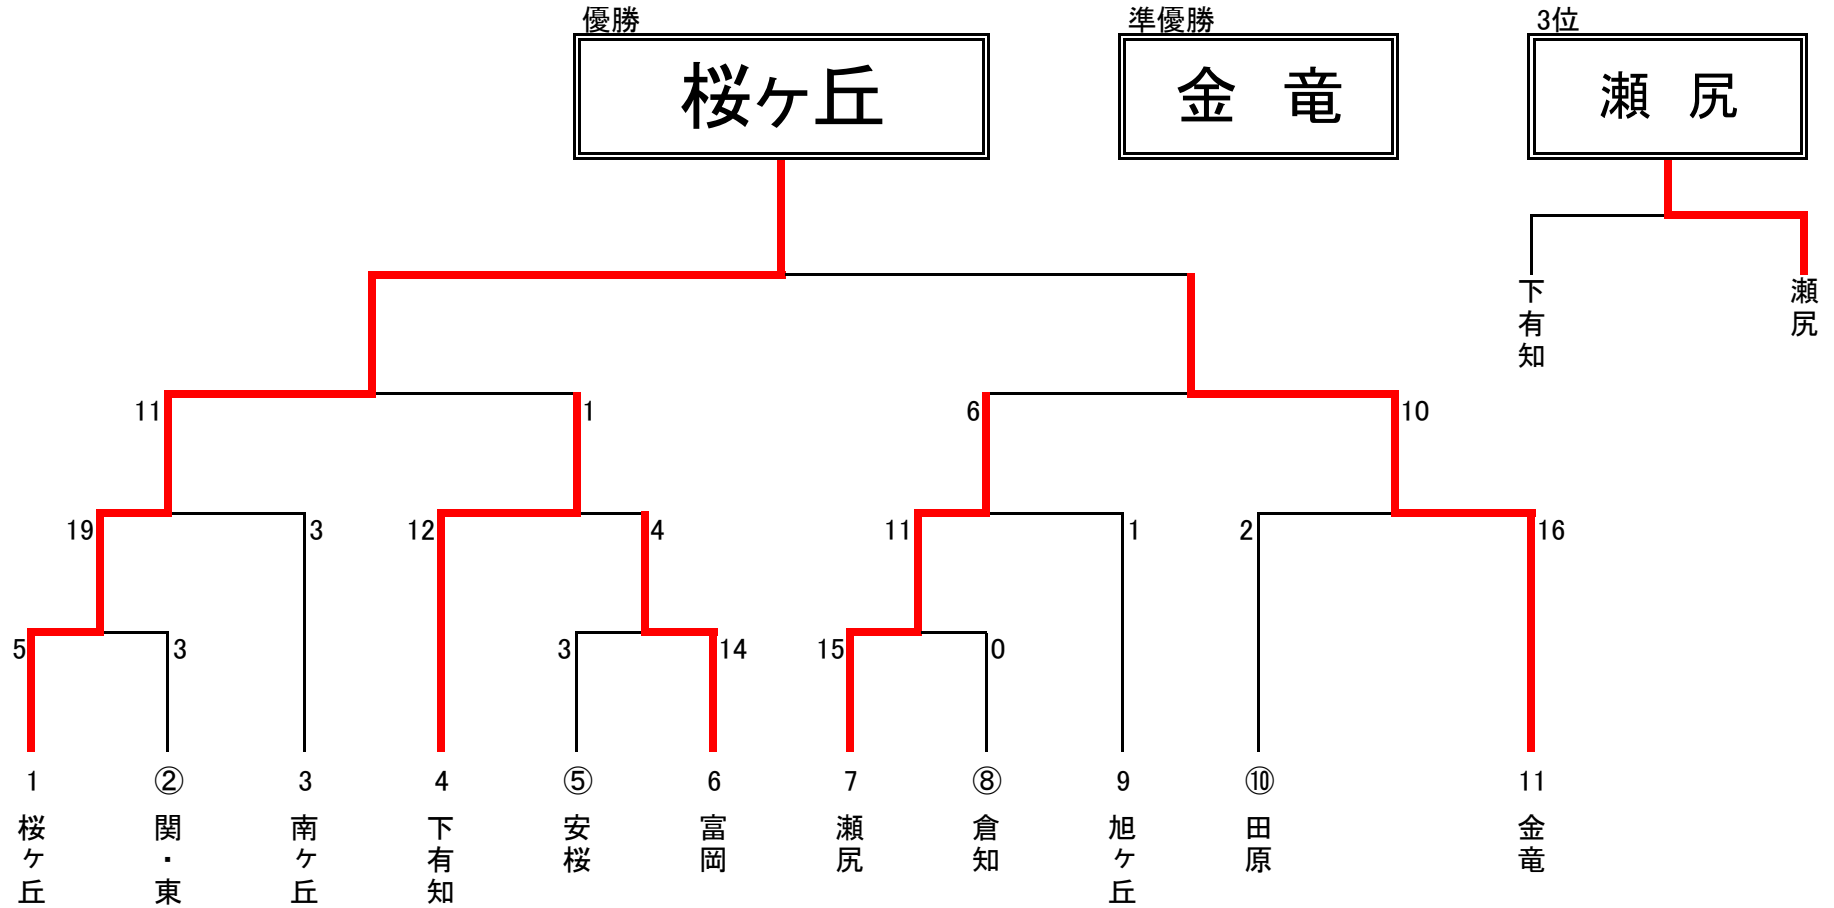 優勝
準優勝
3位
桜ヶ丘
金 竜
瀬 尻
下有知
瀬尻
11
1
6
10
19
3
12
4
11
1
2
16
5
3
3
14
15
0
1
②
3
4
⑤
6
7
⑧
9
⑩
11
桜ヶ丘
関・東
南ヶ丘
下有知
安桜
富岡
瀬尻
倉知
旭ヶ丘
田原
金竜